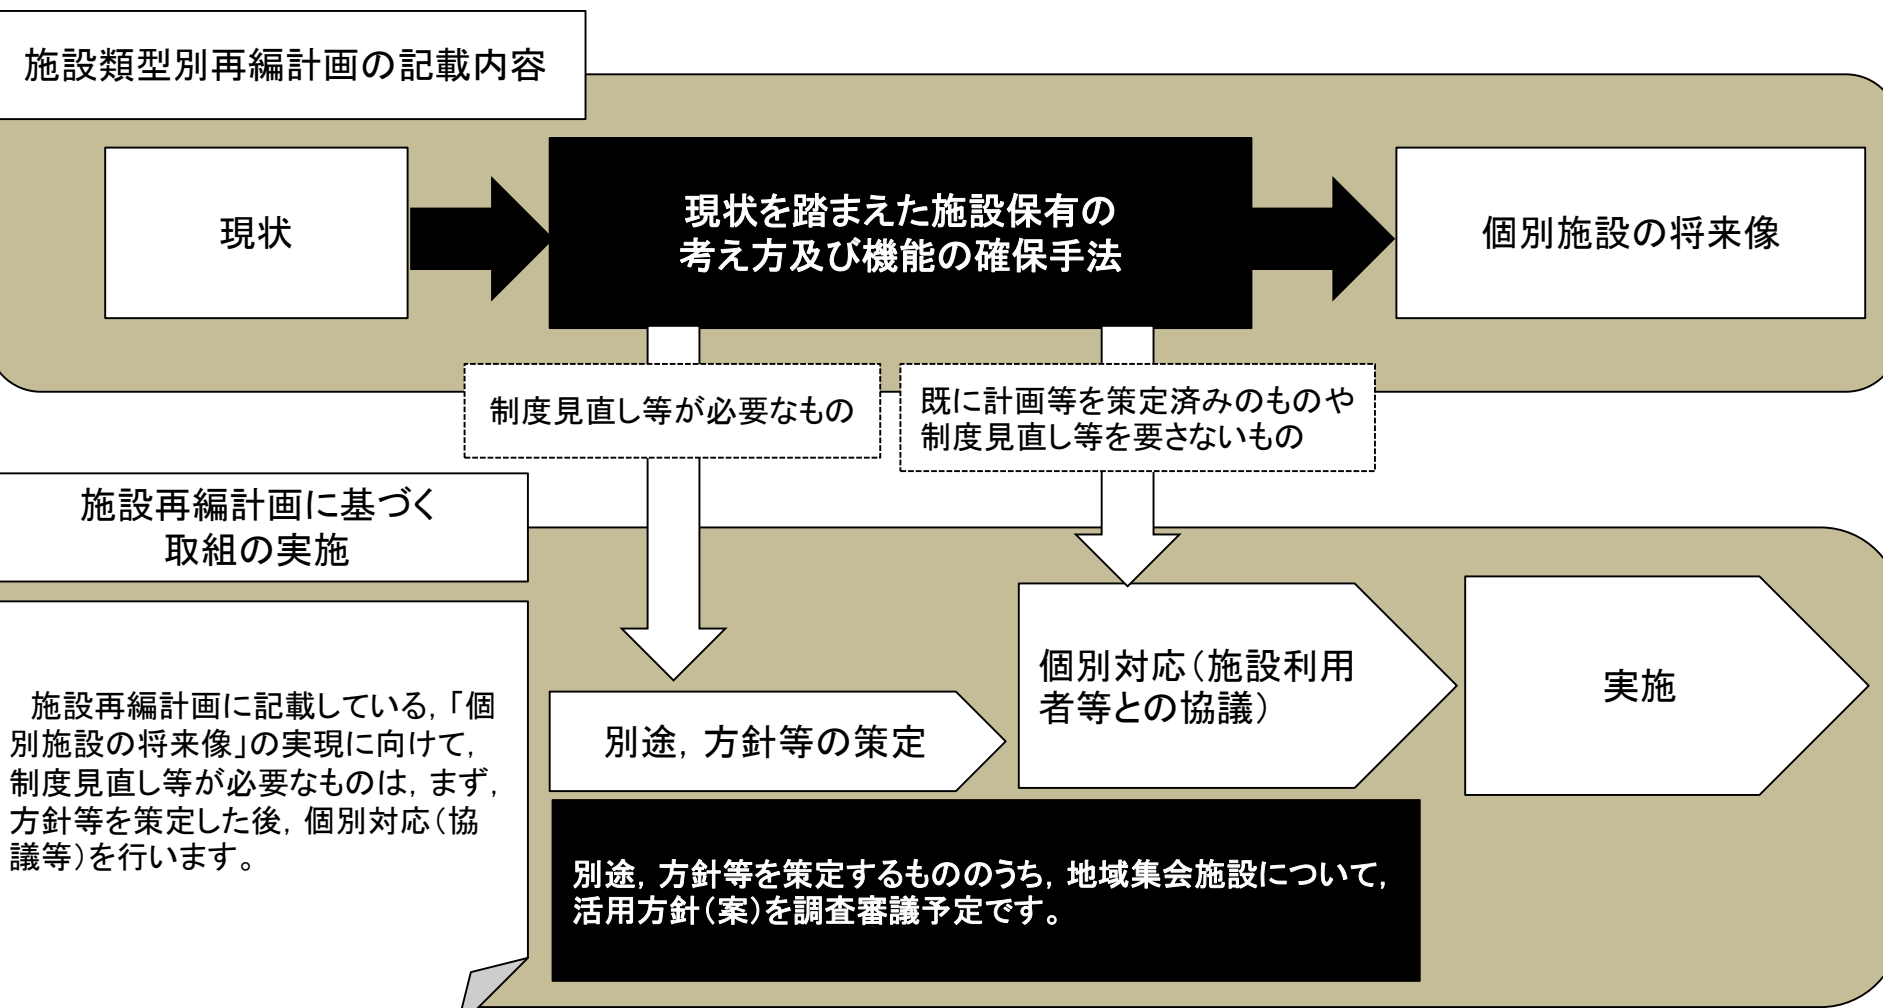 施設類型別再編計画の記載内容
現状
現状を踏まえた施設保有の
考え方及び機能の確保手法
個別施設の将来像
制度見直し等が必要なもの
既に計画等を策定済みのものや
制度見直し等を要さないもの
施設再編計画に基づく
取組の実施
施設再編計画に記載している，「個
別施設の将来像」の実現に向けて，
制度見直し等が必要なものは，まず，
方針等を策定した後，個別対応（協
議等）を行います。
別途，方針等の策定
個別対応（施設利用
者等との協議）
実施
別途，方針等を策定するもののうち，地域集会施設について，
活用方針（案）を調査審議予定です。